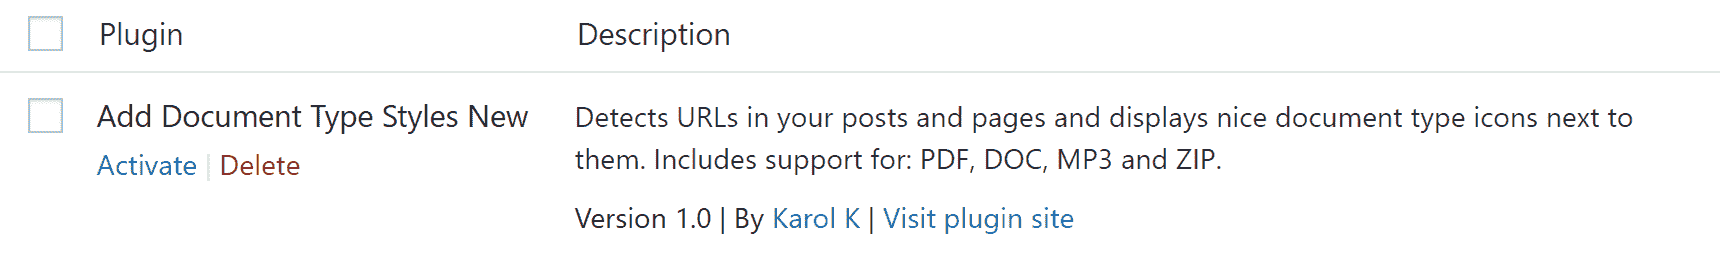 Plugin Description
Add Document Type Styles New
Activate | Delete
Detects URLs in your posts and pages and displays nice document type icons next to
them. Includes support for: PDF, DOC, MP3 and ZIP.
Version 1.0 | By Karol K | Visit plugin site